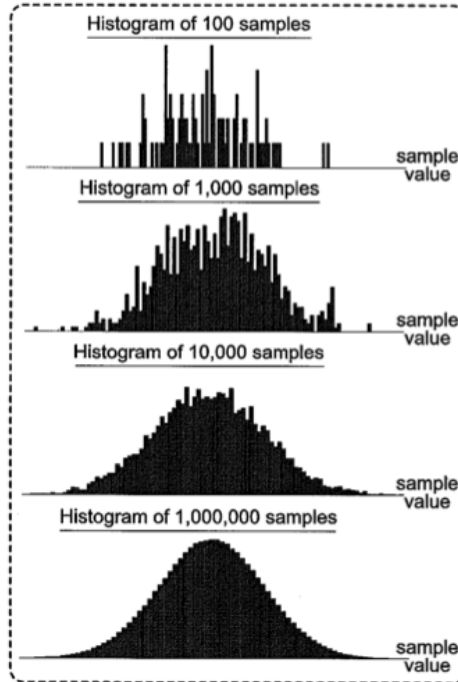 Histogram of 100 samples
sample
value
Histogram of 1,000 samples
sample
value
Histogram of 10,000 samples
sample
value
Histogram of 1,000,000 samples
sample
value